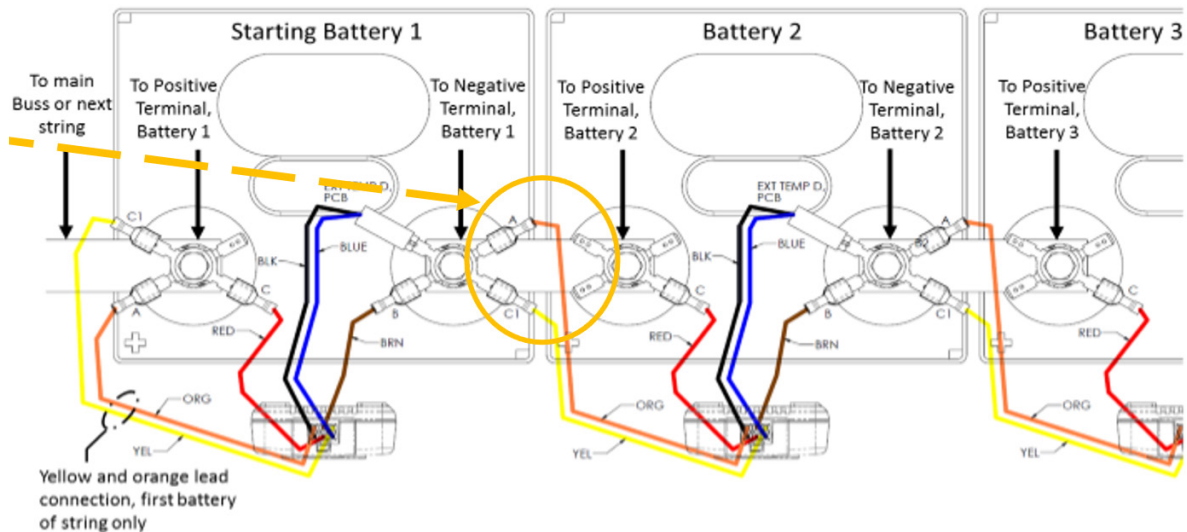 Starting Battery 1
Battery 2
Battery 3
To main
Buss or next
string
To Positive
Terminal,
Battery 1
To Negative
Terminal,
Battery 1
To Positive
Terminal,
Battery 2
To Negative
Terminal,
Battery 2
To Positive
Terminal,
Battery 3
EXT TEMP D,
PCB
EXT TEMP D,
PCB
C1
A
A
BLUE
BLUE
B2
BLK
BLK
A
C
B
C1
C
B
C1
C
RED
BRN
RED
BRN
RED
ORG
ORG
ORG
YEL
YEL
YEL
Yellow and orange lead
connection, first battery
of string only